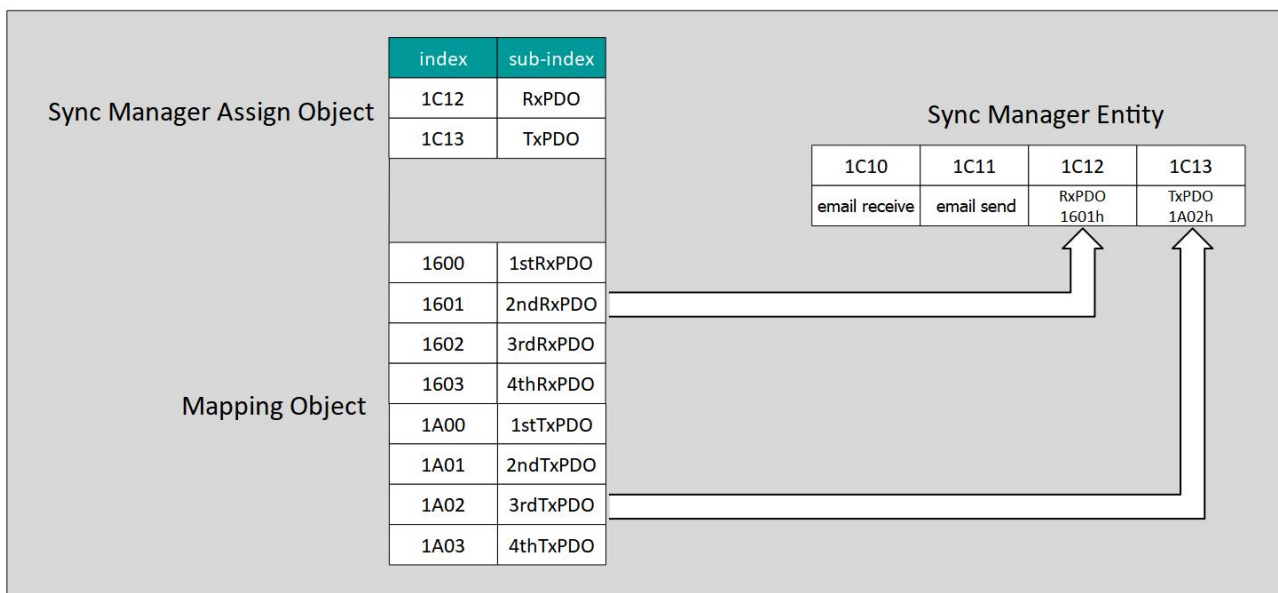 index sub-index
Sync Manager Assign Object
1C12 RxPDO
1C13 TxPDO
Sync Manager Entity
1C10 1C11 1C12 1C13
email receive email send RxPDO TxPDO
1601h 1A02h
1600 1stRxPDO
1601 2ndRxPDO
1602 3rdRxPDO
1603 4thRxPDO
Mapping Object
1A00 1stTxPDO
1A01 2ndTxPDO
1A02 3rdTxPDO
1A03 4thTxPDO